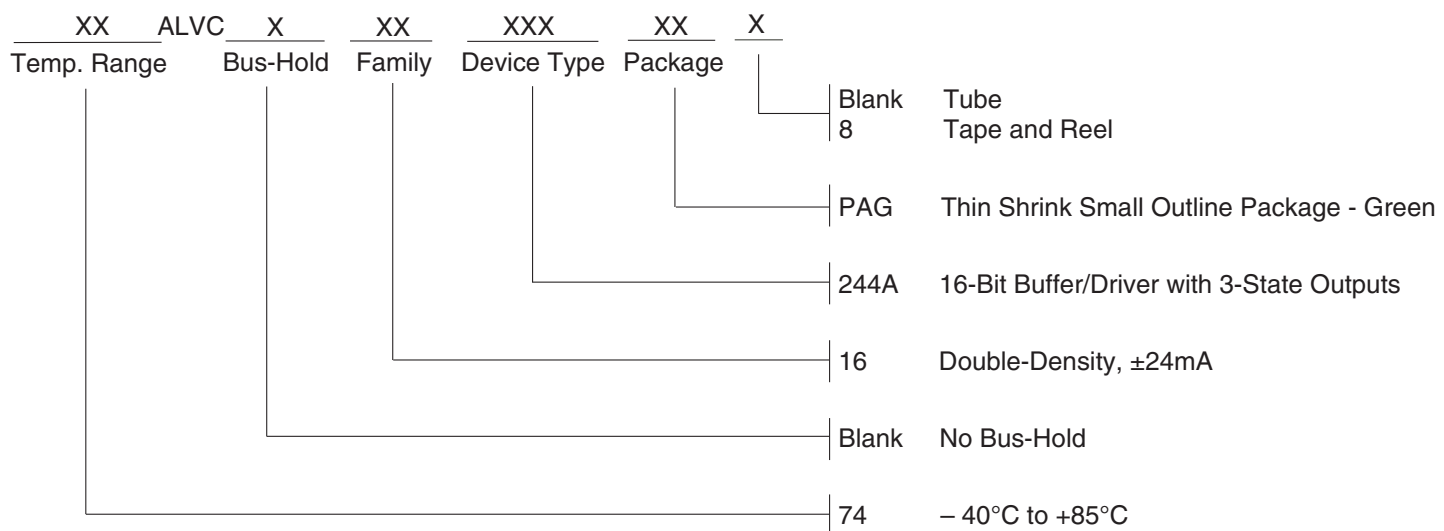 XX ALVC X XX XXX XX X
Temp. Range Bus-Hold Family Device Type Package
Blank Tube
8 Tape and Reel
PAG Thin Shrink Small Outline Package - Green
244A 16-Bit Buffer/Driver with 3-State Outputs
16 Double-Density, ±24mA
Blank No Bus-Hold
74 – 40°C to +85°C